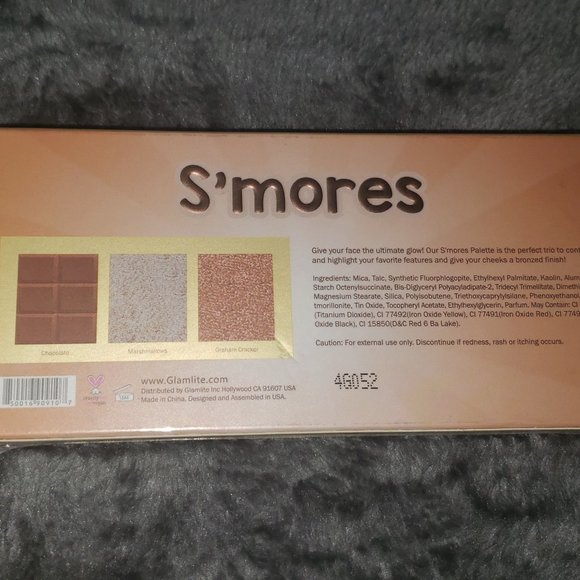 S'mores
Give your face the ultimate glow! Our S'mores Palette is the perfect trio to con
and highlight your favorite features and give your cheeks a bronzed finish!
Ingredients: Mica, Talc, Synthetic Fluorphlogopite, Ethylhexyl Palmitate, Kaolin, Alum
Starch Octenylsuccinate, Bis-Diglyceryl Polyacyladipate-2, Tridecyl Trimellitate, Dimeth
Magnesium Stearate, Silica, Polyisobutene, Triethoxycaprylylsilane, Phenoxyethano
tmorillonite, Tin Oxide, Tocopheryl Acetate, Ethylhexylglycerin, Parfum. May Contain: C
(Titanium Dioxide), CI 77492(Iron Oxide Yellow), CI 77491(Iron Oxide Red), CI
Oxide Black), CI 15850(D&C Red 6 Ba Lake).
Caution: For external use only. Discontinue if redness, rash or itching occurs.
Chocolate
Marshmallows
Graham Cracker
www.Glamlite.com
Distributed by Glamlite Inc Hollywood CA 91607 USA
Made in China. Designed and Assembled in USA.
4G052